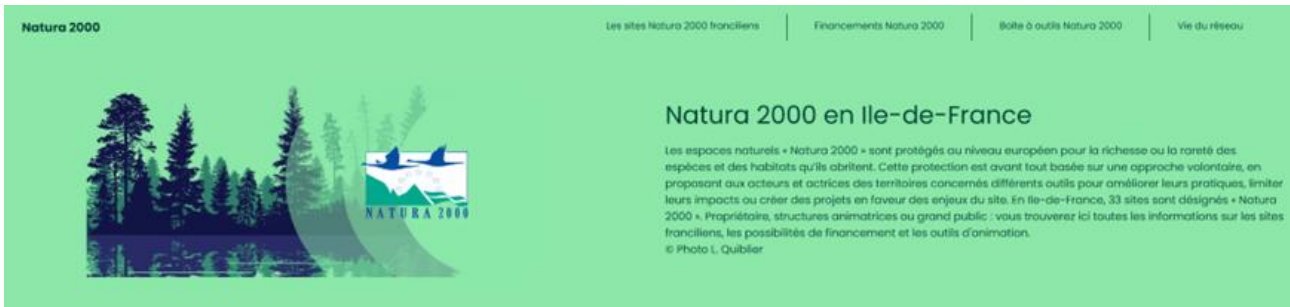 Natura 2000
Les sites Natura 2000 franciliens
Financements Natura 2000
Boîte à outils Natura 2000
Vie du réseau
NATURA 2000
Natura 2000 en Ile-de-France
Les espaces naturels « Natura 2000 » sont protégés au niveau européen pour la richesse ou la rareté des
espèces et des habitats qu'ils abritent. Cette protection est avant tout basée sur une approche volontaire, en
proposant aux acteurs et actrices des territoires concernés différents outils pour améliorer leurs pratiques, limiter
leurs impacts ou créer des projets en faveur des enjeux du site. En Ile-de-France, 33 sites sont désignés « Natura
2000 ». Propriétaire, structures animatrices ou grand public : vous trouverez ici toutes les informations sur les sites
franciliens, les possibilités de financement et les outils d'animation.
© Photo L. Quiblier